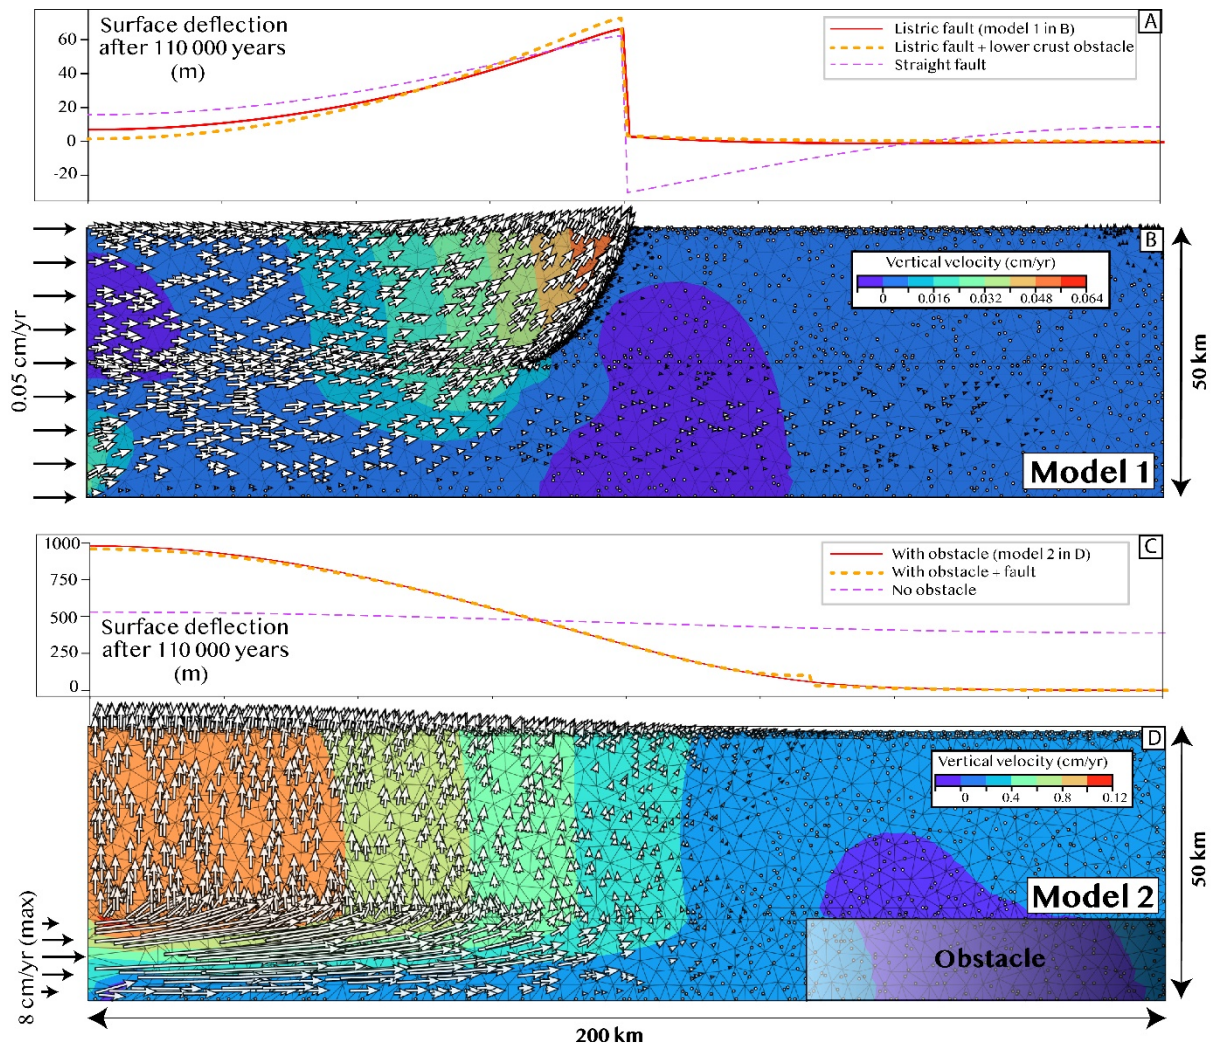 A
Surface deflection
after 110 000 years
(m)
Listric fault (model 1 in B)
Listric fault + lower crust obstacle
Straight fault
60
40
20
0
-20
B
Vertical velocity (cm/yr)
0 0.016 0.032 0.048 0.064
0.05 cm/yr
50 km
Model 1
C
With obstacle (model 2 in D)
With obstacle + fault
No obstacle
1000
750
500
250
0
Surface deflection
after 110 000 years
(m)
D
Vertical velocity (cm/yr)
0 0.4 0.8 0.12
50 km
Model 2
8 cm/yr (max)
Obstacle
200 km